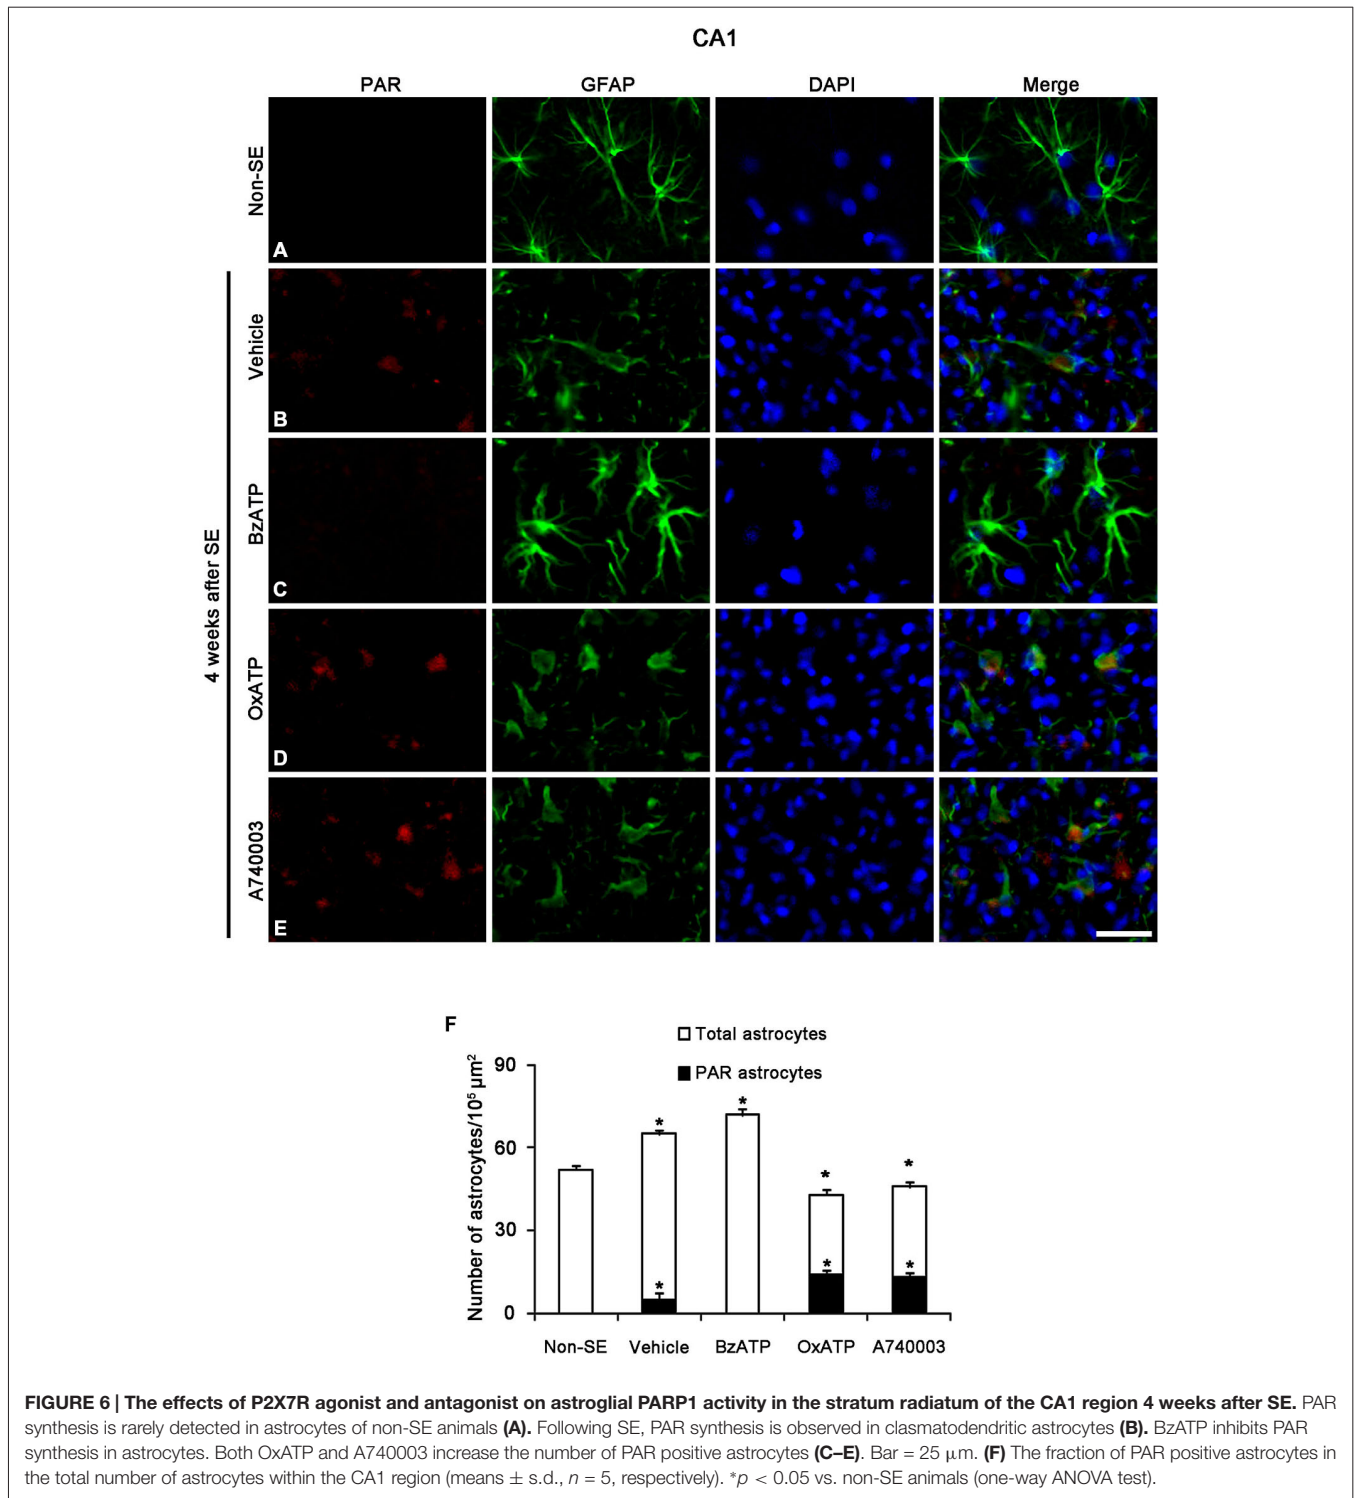 CA1
PAR GFAP DAPI Merge
Non-SE
A
4 weeks after SE
Vehicle
B
BzATP
C
OxATP
D
A740003
E
F
Total astrocytes
PAR astrocytes
Number of astrocytes/10⁵ µm²
90
60
30
0
* * * * * * *
Non-SE Vehicle BzATP OxATP A740003
FIGURE 6 | The effects of P2X7R agonist and antagonist on astroglial PARP1 activity in the stratum radiatum of the CA1 region 4 weeks after SE. PAR
synthesis is rarely detected in astrocytes of non-SE animals (A). Following SE, PAR synthesis is observed in clasmatodendritic astrocytes (B). BzATP inhibits PAR
synthesis in astrocytes. Both OxATP and A740003 increase the number of PAR positive astrocytes (C–E). Bar = 25 µm. (F) The fraction of PAR positive astrocytes in
the total number of astrocytes within the CA1 region (means ± s.d., n = 5, respectively). *p < 0.05 vs. non-SE animals (one-way ANOVA test).